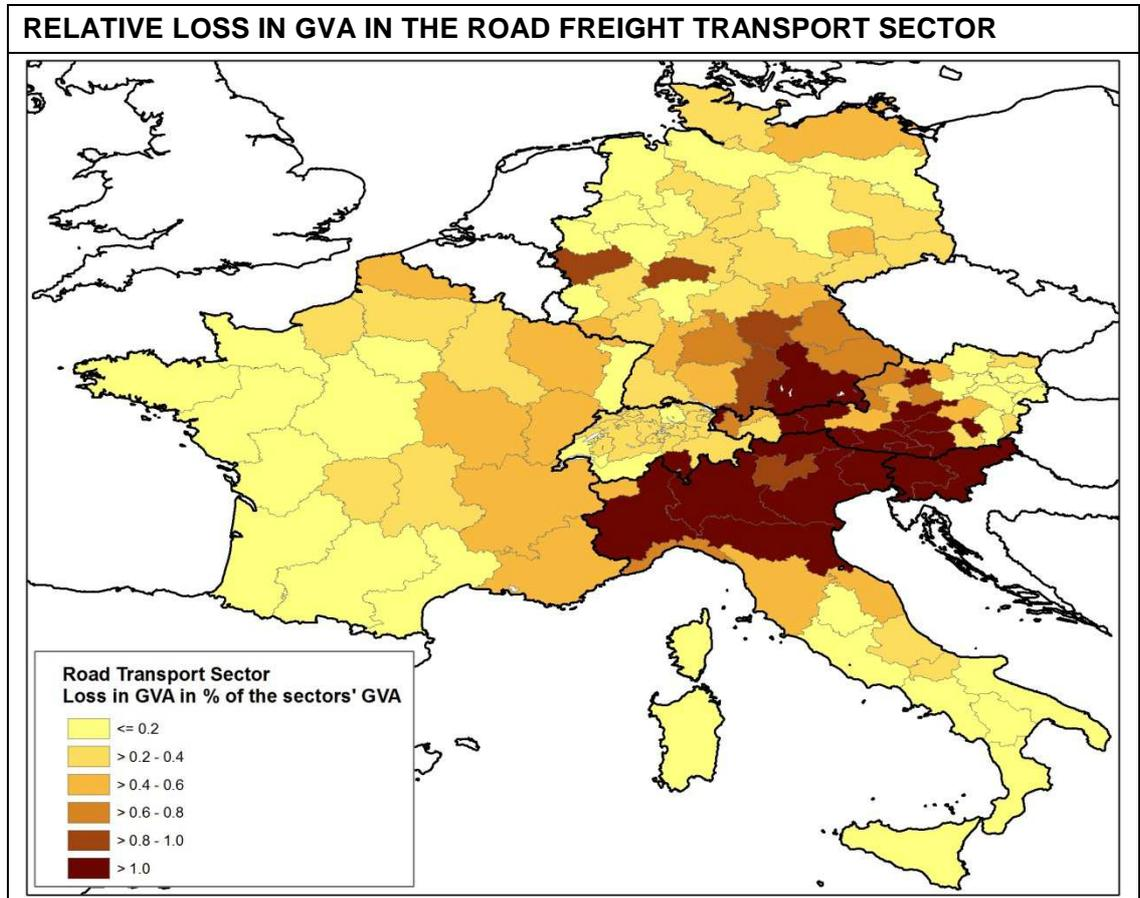 RELATIVE LOSS IN GVA IN THE ROAD FREIGHT TRANSPORT SECTOR
Road Transport Sector
Loss in GVA in % of the sectors' GVA
<= 0.2
> 0.2 - 0.4
> 0.4 - 0.6
> 0.6 - 0.8
> 0.8 - 1.0
> 1.0